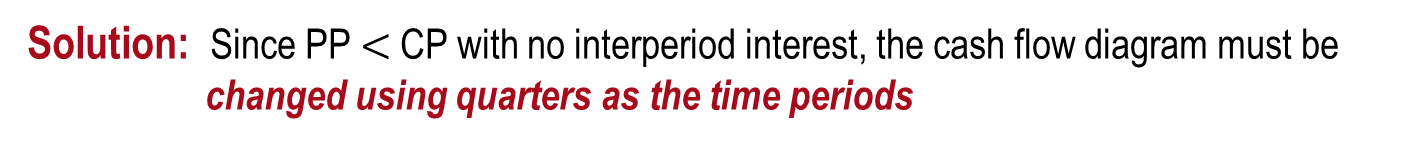 Solution: Since PP < CP with no interperiod interest, the cash flow diagram must be
changed using quarters as the time periods